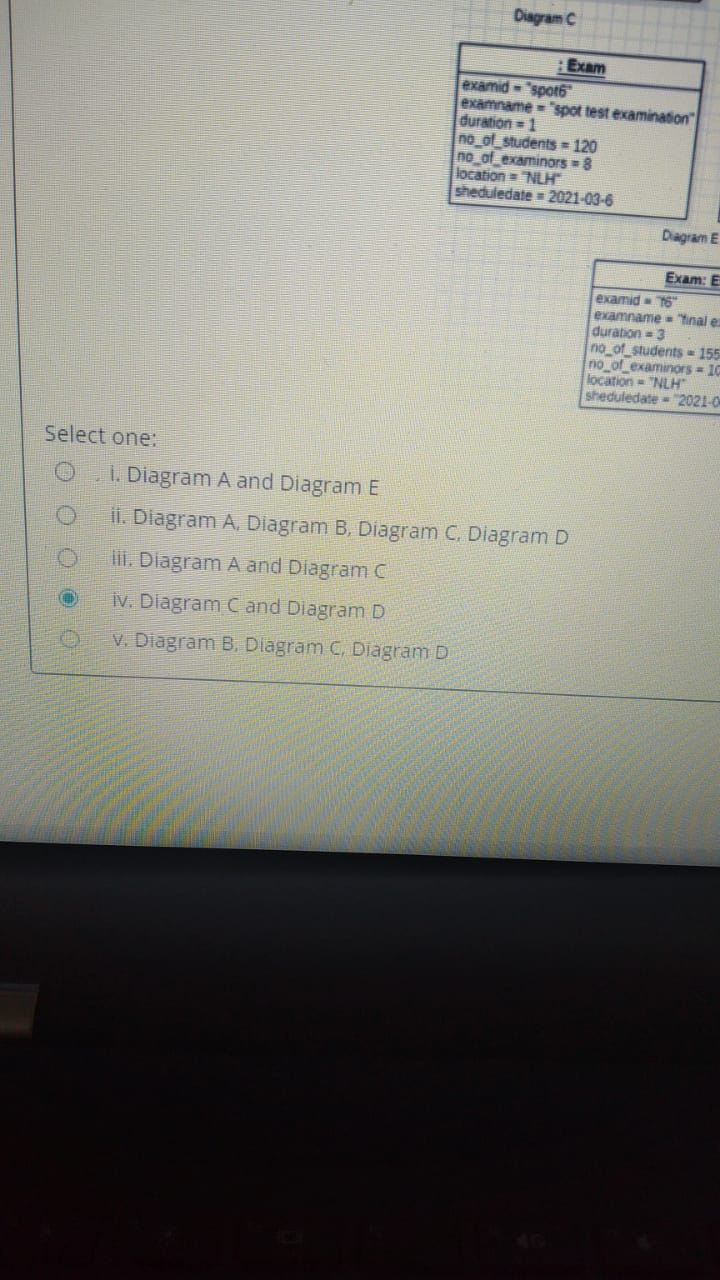 Diagram C
: Exam
examid = "spot6"
examname = "spot test examination"
duration = 1
no_of_students = 120
no_of_examinors = 8
location = "NLH"
sheduledate = 2021-03-6
Diagram E
Exam: E
examid = "f6"
examname = "final e
duration = 3
no_of_students = 155
no_of_examinors = 10
location = "NLH"
sheduledate = "2021-0
Select one:
i. Diagram A and Diagram E
ii. Diagram A, Diagram B, Diagram C, Diagram D
iii. Diagram A and Diagram C
iv. Diagram C and Diagram D
v. Diagram B, Diagram C, Diagram D